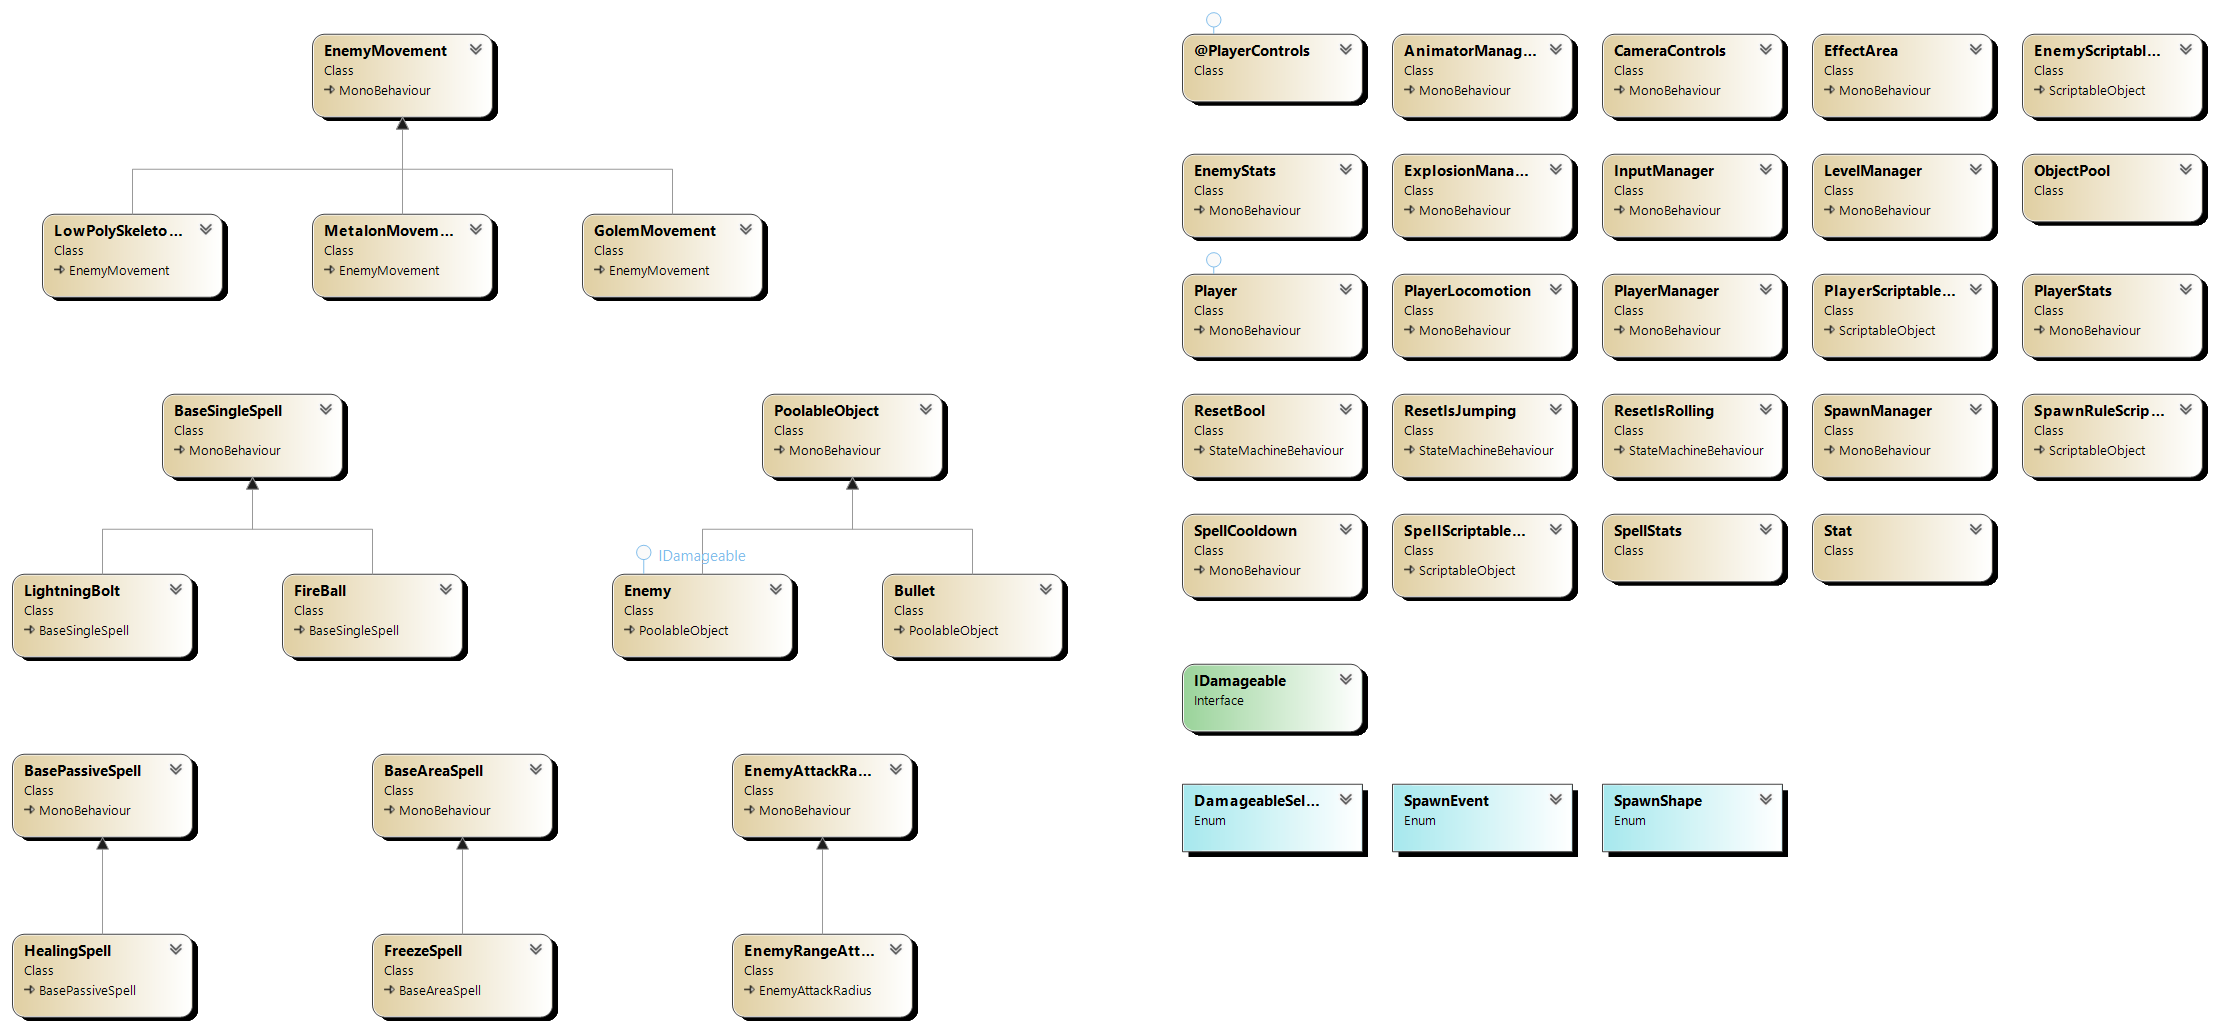 EnemyMovement
Class
MonoBehaviour
LowPolySkeleto...
Class
EnemyMovement
MetalonMovem...
Class
EnemyMovement
GolemMovement
Class
EnemyMovement
BaseSingleSpell
Class
MonoBehaviour
PoolableObject
Class
MonoBehaviour
IDamageable
LightningBolt
Class
BaseSingleSpell
FireBall
Class
BaseSingleSpell
Enemy
Class
PoolableObject
Bullet
Class
PoolableObject
BasePassiveSpell
Class
MonoBehaviour
BaseAreaSpell
Class
MonoBehaviour
EnemyAttackRa...
Class
MonoBehaviour
HealingSpell
Class
BasePassiveSpell
FreezeSpell
Class
BaseAreaSpell
EnemyRangeAtt...
Class
EnemyAttackRadius
@PlayerControls
Class
AnimatorManag...
Class
MonoBehaviour
CameraControls
Class
MonoBehaviour
EffectArea
Class
MonoBehaviour
EnemyScriptabl...
Class
ScriptableObject
EnemyStats
Class
MonoBehaviour
ExplosionMana...
Class
MonoBehaviour
InputManager
Class
MonoBehaviour
LevelManager
Class
MonoBehaviour
ObjectPool
Class
Player
Class
MonoBehaviour
PlayerLocomotion
Class
MonoBehaviour
PlayerManager
Class
MonoBehaviour
PlayerScriptable...
Class
ScriptableObject
PlayerStats
Class
MonoBehaviour
ResetBool
Class
StateMachineBehaviour
ResetIsJumping
Class
StateMachineBehaviour
ResetIsRolling
Class
StateMachineBehaviour
SpawnManager
Class
MonoBehaviour
SpawnRuleScrip...
Class
ScriptableObject
SpellCooldown
Class
MonoBehaviour
SpellScriptable...
Class
ScriptableObject
SpellStats
Class
Stat
Class
IDamageable
Interface
DamageableSel...
Enum
SpawnEvent
Enum
SpawnShape
Enum